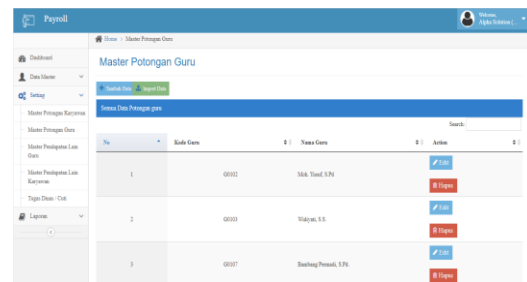 Payroll
Welcome,
Alpha Solution (...
Home > Master Potongan Guru
Dashboard
Data Master
Setting
Master Potongan Karyawan
Master Potongan Guru
Master Pendapatan Lain Guru
Master Pendapatan Lain Karyawan
Tugas Dinas / Cuti
Laporan
Master Potongan Guru
+ Tambah Data Import Data
Semua Data Potongan guru
Search:
No Kode Guru Nama Guru Action
1 G0102 Moh. Yusuf, S.Pd Edit
Hapus
2 G0103 Widiyati, S.S. Edit
Hapus
3 G0107 Bambang Permadi, S.Pd. Edit
Hapus